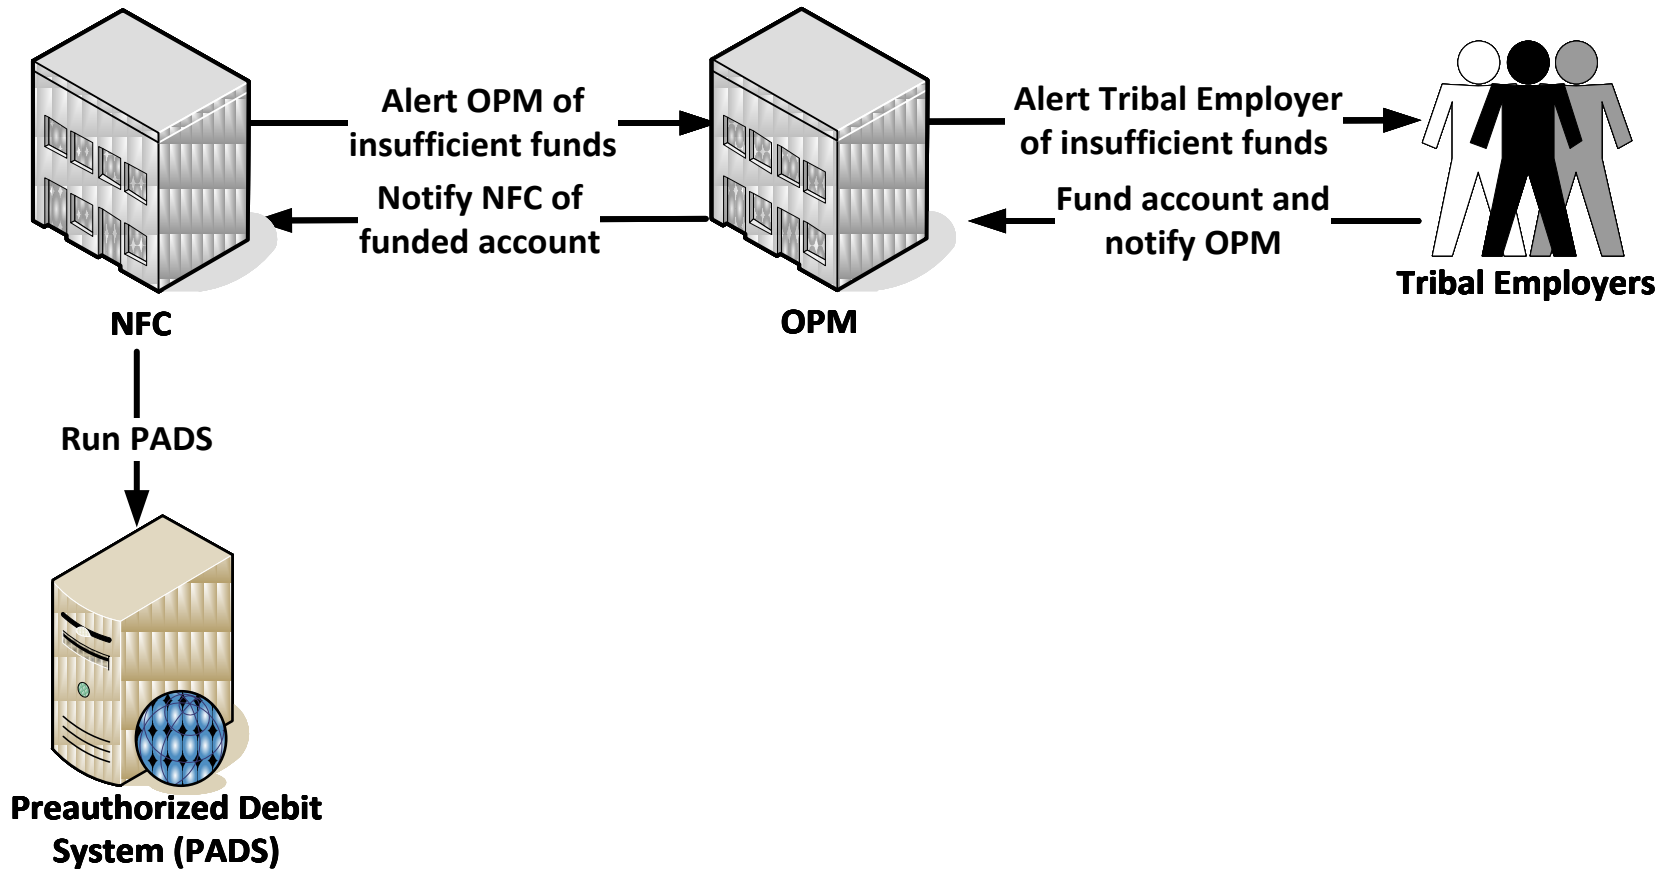 Alert OPM of
insufficient funds
Alert Tribal Employer
of insufficient funds
Notify NFC of
funded account
Fund account and
notify OPM
NFC
OPM
Tribal Employers
Run PADS
Preauthorized Debit
System (PADS)